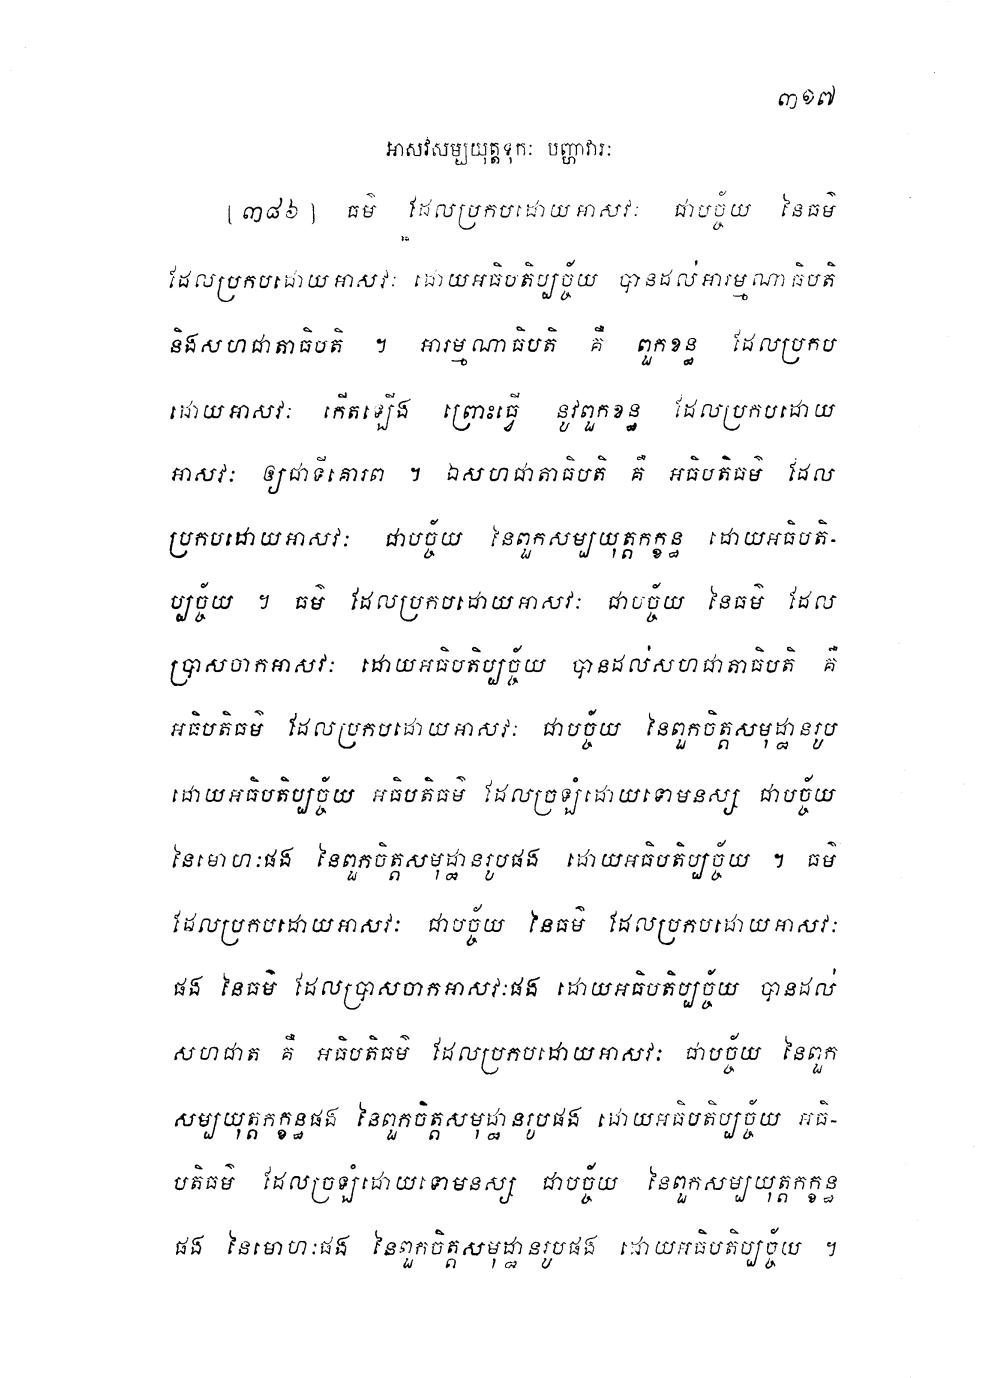 ៣១៧
អាសវសម្បយុត្តទុកៈ បញ្ហាវារៈ
[៣៨៦] ធម៌ ដែលប្រកបដោយអាសវៈ ជាបច្ច័យ នៃធម៌
ដែលប្រកបដោយអាសវៈ ដោយអធិបតិប្បច្ច័យ បានដល់អារម្មណាធិបតិ
និងសហជាតាធិបតិ ។ អារម្មណាធិបតិ គឺ ពួកខន្ធ ដែលប្រកប
ដោយអាសវៈ កើតឡើង ព្រោះធ្វើ នូវពួកខន្ធ ដែលប្រកបដោយ
អាសវៈ ឲ្យជាទីគោរព ។ ឯសហជាតាធិបតិ គឺ អធិបតិធម៌ ដែល
ប្រកបដោយអាសវៈ ជាបច្ច័យ នៃពួកសម្បយុត្តកក្ខន្ធ ដោយអធិបតិ-
ប្បច្ច័យ ។ ធម៌ ដែលប្រកបដោយអាសវៈ ជាបច្ច័យ នៃធម៌ ដែល
ប្រាសចាកអាសវៈ ដោយអធិបតិប្បច្ច័យ បានដល់សហជាតាធិបតិ គឺ
អធិបតិធម៌ ដែលប្រកបដោយអាសវៈ ជាបច្ច័យ នៃពួកចិត្តសមុដ្ឋានរូប
ដោយអធិបតិប្បច្ច័យ អធិបតិធម៌ ដែលច្រឡំដោយទោមនស្ស ជាបច្ច័យ
នៃមោហៈផង នៃពួកចិត្តសមុដ្ឋានរូបផង ដោយអធិបតិប្បច្ច័យ ។ ធម៌
ដែលប្រកបដោយអាសវៈ ជាបច្ច័យ នៃធម៌ ដែលប្រកបដោយអាសវៈ
ផង នៃធម៌ ដែលប្រាសចាកអាសវៈផង ដោយអធិបតិប្បច្ច័យ បានដល់
សហជាត គឺ អធិបតិធម៌ ដែលប្រកបដោយអាសវៈ ជាបច្ច័យ នៃពួក
សម្បយុត្តកក្ខន្ធផង នៃពួកចិត្តសមុដ្ឋានរូបផង ដោយអធិបតិប្បច្ច័យ អធិ-
បតិធម៌ ដែលច្រឡំដោយទោមនស្ស ជាបច្ច័យ នៃពួកសម្បយុត្តកក្ខន្ធ
ផង នៃមោហៈផង នៃពួកចិត្តសមុដ្ឋានរូបផង ដោយអធិបតិប្បច្ច័យ ។